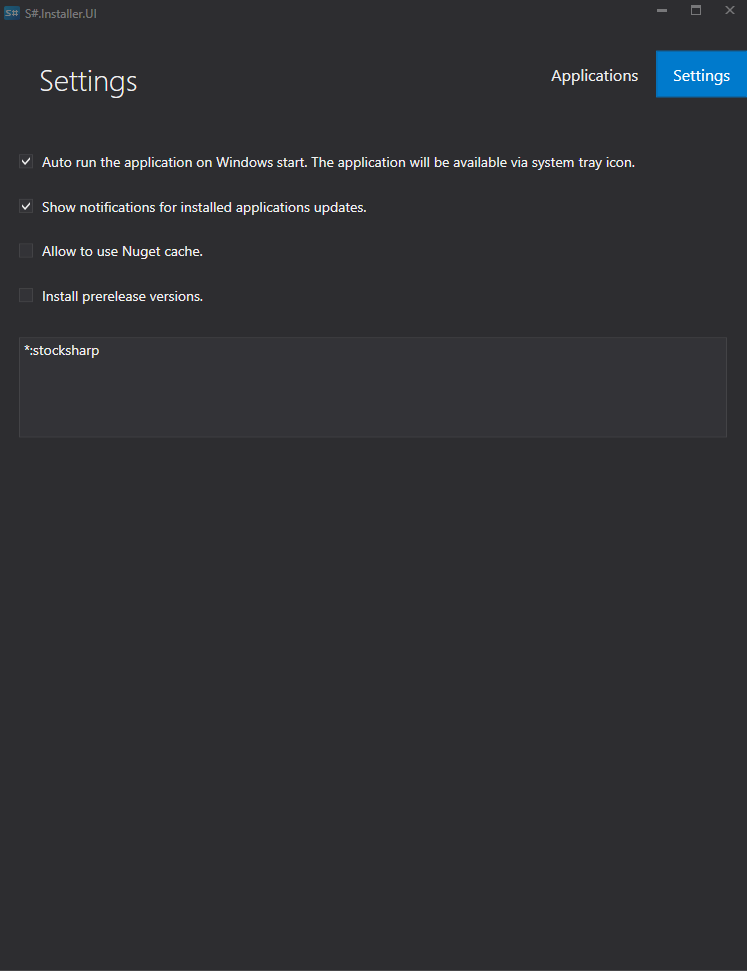 S# S#.Installer.UI
Settings
Applications
Settings
Auto run the application on Windows start. The application will be available via system tray icon.
Show notifications for installed applications updates.
Allow to use Nuget cache.
Install prerelease versions.
*:stocksharp